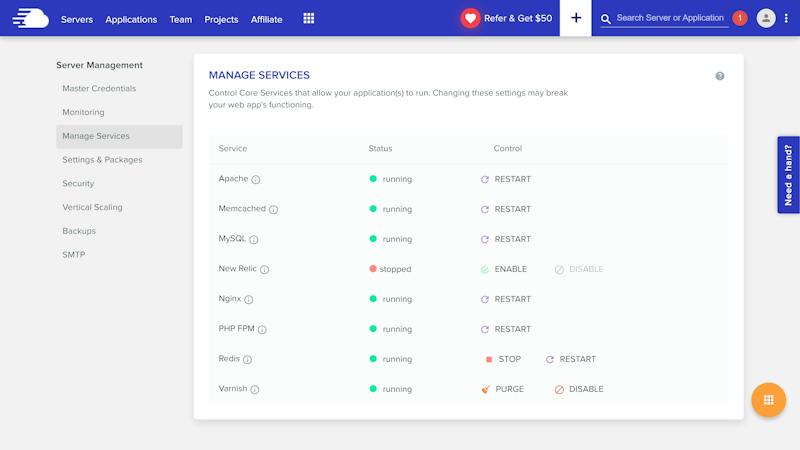 Servers Applications Team Projects Affiliate Refer & Get $50 + Search Server or Application 1
Server Management
Master Credentials
Monitoring
Manage Services
Settings & Packages
Security
Vertical Scaling
Backups
SMTP
MANAGE SERVICES
Control Core Services that allow your application(s) to run. Changing these settings may break
your web app's functioning.
Service Status Control
Apache running RESTART
Memcached running RESTART
MySQL running RESTART
New Relic stopped ENABLE DISABLE
Nginx running RESTART
PHP FPM running RESTART
Redis running STOP RESTART
Varnish running PURGE DISABLE
Need a hand?